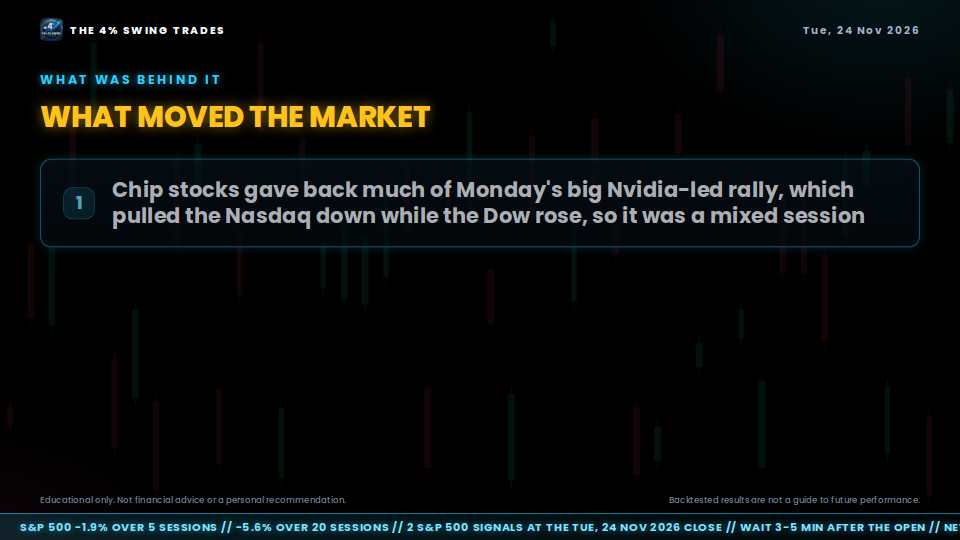 THE 4% SWING TRADES
Tue, 24 Nov 2026
WHAT WAS BEHIND IT
WHAT MOVED THE MARKET
1
Chip stocks gave back much of Monday's big Nvidia-led rally, which
pulled the Nasdaq down while the Dow rose, so it was a mixed session
Educational only. Not financial advice or a personal recommendation.
Backtested results are not a guide to future performance.
S&P 500 -1.9% OVER 5 SESSIONS // -5.6% OVER 20 SESSIONS // 2 S&P 500 SIGNALS AT THE TUE, 24 NOV 2026 CLOSE // WAIT 3-5 MIN AFTER THE OPEN //